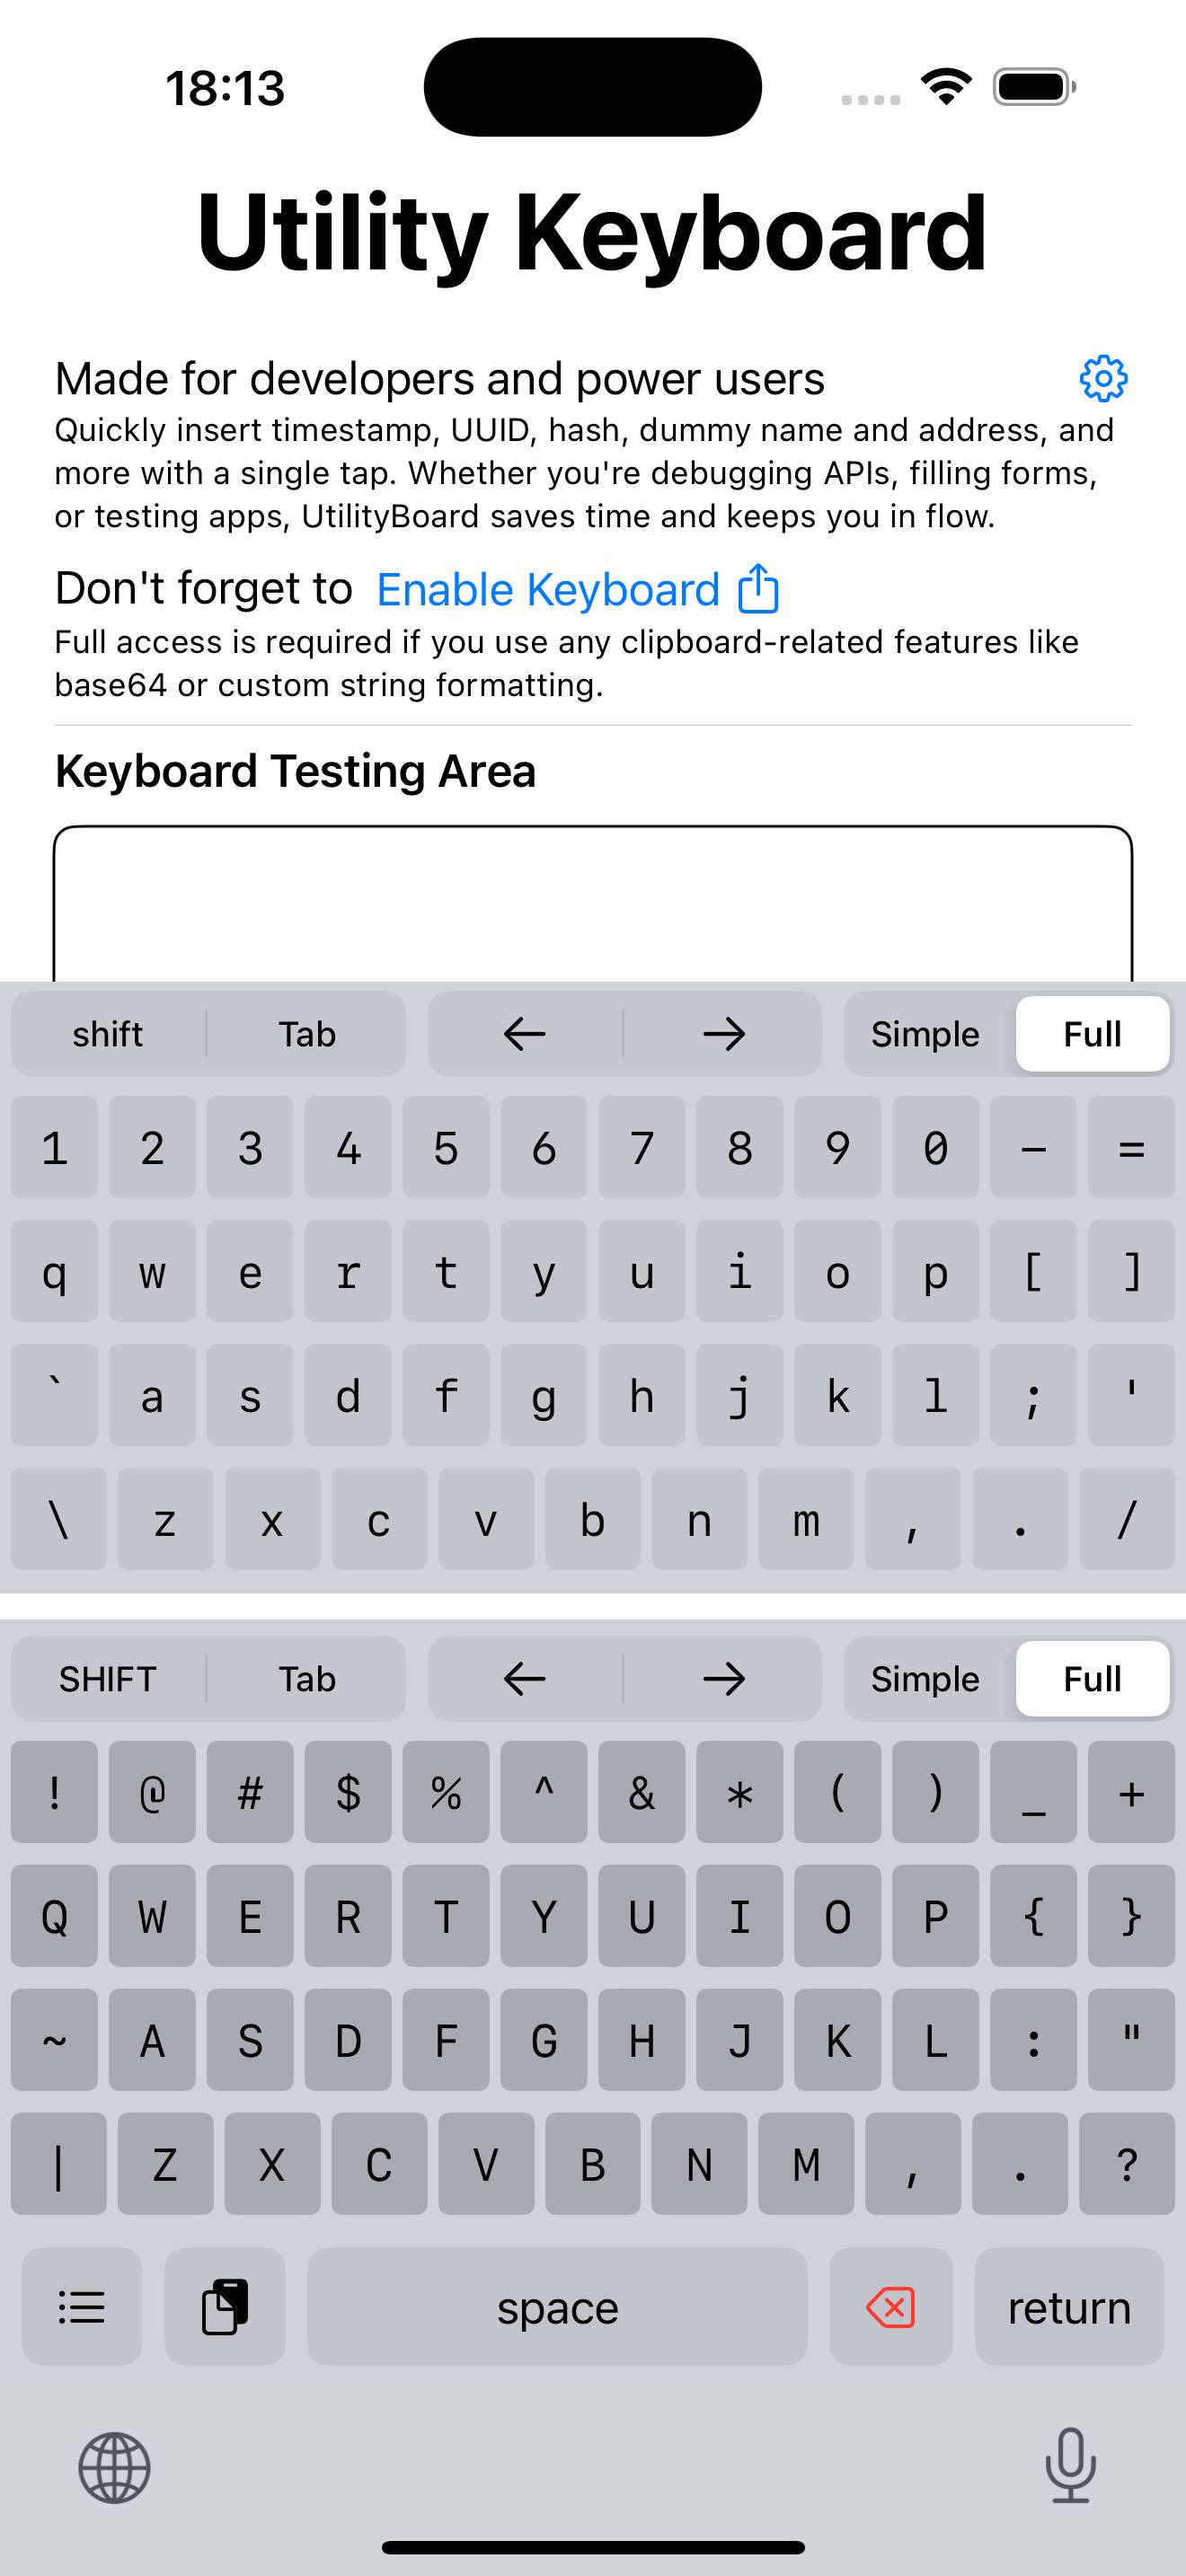 18:13
Utility Keyboard
Made for developers and power users
Quickly insert timestamp, UUID, hash, dummy name and address, and
more with a single tap. Whether you're debugging APIs, filling forms,
or testing apps, UtilityBoard saves time and keeps you in flow.
Don't forget to Enable Keyboard
Full access is required if you use any clipboard-related features like
base64 or custom string formatting.
Keyboard Testing Area
shift Tab ← → Simple Full
1 2 3 4 5 6 7 8 9 0 - =
q w e r t y u i o p [ ]
` a s d f g h j k l ; '
\ z x c v b n m , . /
SHIFT Tab ← → Simple Full
! @ # $ % ^ & * ( ) _ +
Q W E R T Y U I O P { }
~ A S D F G H J K L : "
| Z X C V B N M , . ?
space return